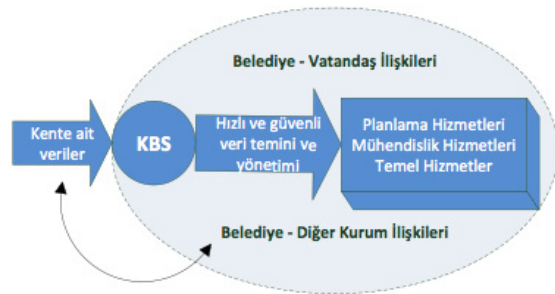 Belediye - Vatandaş İlişkileri
Kente ait
veriler
KBS
Hızlı ve güvenli
veri temini ve
yönetimi
Planlama Hizmetleri
Mühendislik Hizmetleri
Temel Hizmetler
Belediye - Diğer Kurum İlişkileri